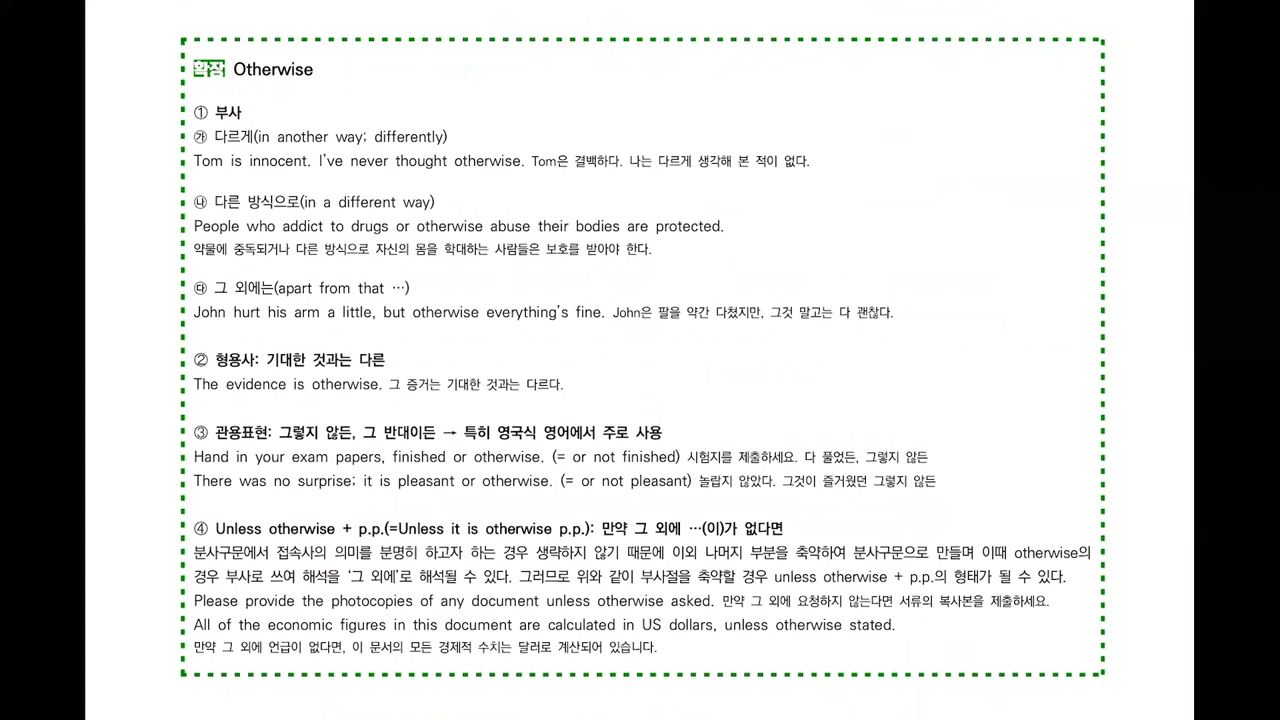 확장 Otherwise
① 부사
㉮ 다르게(in another way; differently)
Tom is innocent. I've never thought otherwise. Tom은 결백하다. 나는 다르게 생각해 본 적이 없다.
㉯ 다른 방식으로(in a different way)
People who addict to drugs or otherwise abuse their bodies are protected.
약물에 중독되거나 다른 방식으로 자신의 몸을 학대하는 사람들은 보호를 받아야 한다.
㉰ 그 외에는(apart from that …)
John hurt his arm a little, but otherwise everything's fine. John은 팔을 약간 다쳤지만, 그것 말고는 다 괜찮다.
② 형용사: 기대한 것과는 다른
The evidence is otherwise. 그 증거는 기대한 것과는 다르다.
③ 관용표현: 그렇지 않든, 그 반대이든 → 특히 영국식 영어에서 주로 사용
Hand in your exam papers, finished or otherwise. (= or not finished) 시험지를 제출하세요. 다 풀었든, 그렇지 않든
There was no surprise; it is pleasant or otherwise. (= or not pleasant) 놀랍지 않았다. 그것이 즐거웠던 그렇지 않든
④ Unless otherwise + p.p.(=Unless it is otherwise p.p.): 만약 그 외에 …(이)가 없다면
분사구문에서 접속사의 의미를 분명히 하고자 하는 경우 생략하지 않기 때문에 이외 나머지 부분을 축약하여 분사구문으로 만들며 이때 otherwise의
경우 부사로 쓰여 해석을 ‘그 외에’로 해석될 수 있다. 그러므로 위와 같이 부사절을 축약할 경우 unless otherwise + p.p.의 형태가 될 수 있다.
Please provide the photocopies of any document unless otherwise asked. 만약 그 외에 요청하지 않는다면 서류의 복사본을 제출하세요.
All of the economic figures in this document are calculated in US dollars, unless otherwise stated.
만약 그 외에 언급이 없다면, 이 문서의 모든 경제적 수치는 달러로 계산되어 있습니다.